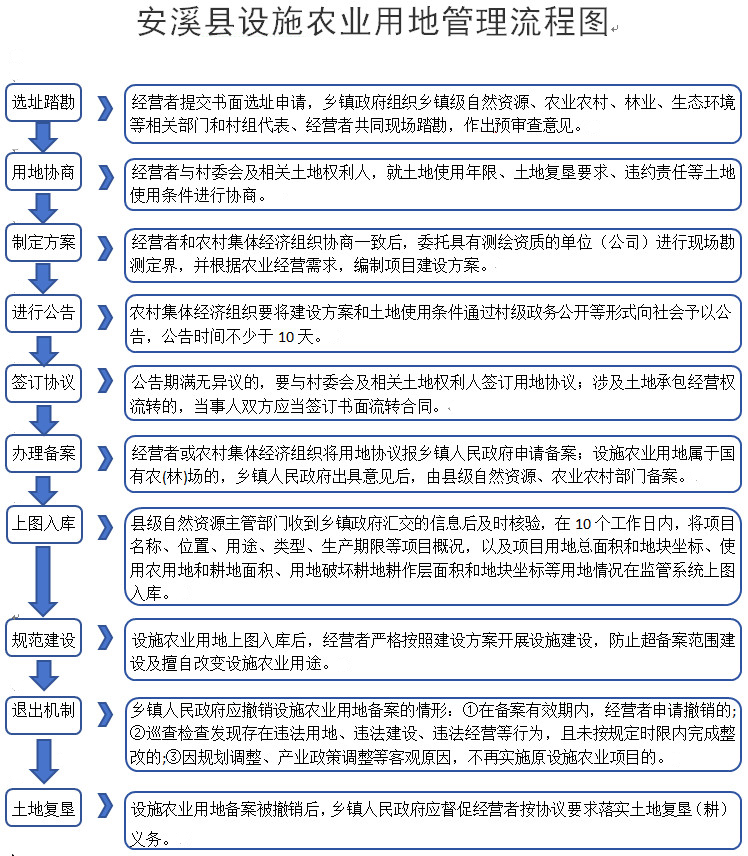 安溪县设施农业用地管理流程图
选址踏勘
经营者提交书面选址申请，乡镇政府组织乡镇级自然资源、农业农村、林业、生态环境
等相关部门和村组代表、经营者共同现场踏勘，作出预审查意见。
用地协商
经营者与村委会及相关土地权利人，就土地使用年限、土地复垦要求、违约责任等土地
使用条件进行协商。
制定方案
经营者和农村集体经济组织协商一致后，委托具有测绘资质的单位（公司）进行现场勘
测定界，并根据农业经营需求，编制项目建设方案。
进行公告
农村集体经济组织要将建设方案和土地使用条件通过村级政务公开等形式向社会予以公
告，公告时间不少于 10 天。
签订协议
公告期满无异议的，要与村委会及相关土地权利人签订用地协议；涉及土地承包经营权
流转的，当事人双方应当签订书面流转合同。
办理备案
经营者或农村集体经济组织将用地协议报乡镇人民政府申请备案；设施农业用地属于国
有农(林)场的，乡镇人民政府出具意见后，由县级自然资源、农业农村部门备案。
上图入库
县级自然资源主管部门收到乡镇政府汇交的信息后及时核验，在 10 个工作日内，将项目
名称、位置、用途、类型、生产期限等项目概况，以及项目用地总面积和地块坐标、使
用农用地和耕地面积、用地破坏耕地耕作层面积和地块坐标等用地情况在监管系统上图
入库。
规范建设
设施农业用地上图入库后，经营者严格按照建设方案开展设施建设，防止超备案范围建
设及擅自改变设施农业用途。
退出机制
乡镇人民政府应撤销设施农业用地备案的情形：①在备案有效期内，经营者申请撤销的;
②巡查检查发现存在违法用地、违法建设、违法经营等行为，且未按规定时限内完成整
改的;③因规划调整、产业政策调整等客观原因，不再实施原设施农业项目的。
土地复垦
设施农业用地备案被撤销后，乡镇人民政府应督促经营者按协议要求落实土地复垦（耕）
义务。